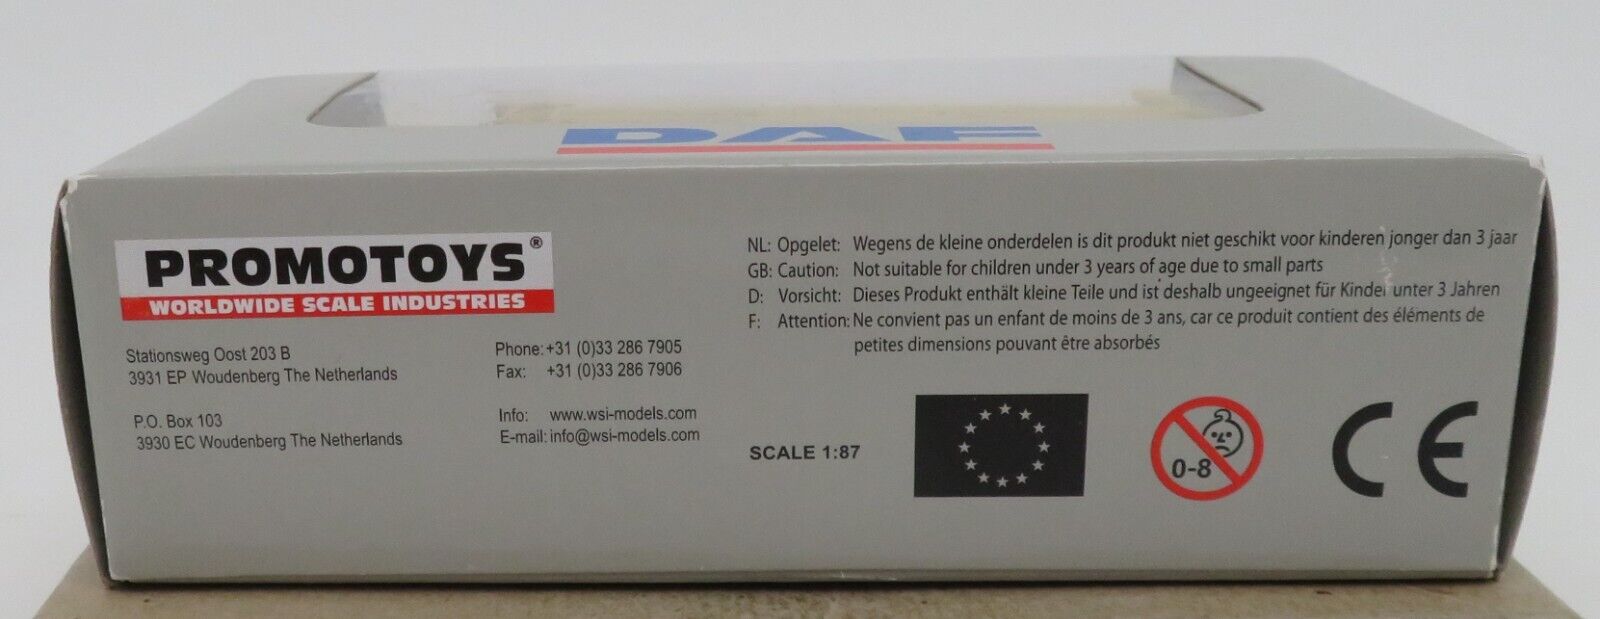 DAF
PROMOTOYS®
WORLDWIDE SCALE INDUSTRIES
Stationsweg Oost 203 B
3931 EP Woudenberg The Netherlands
P.O. Box 103
3930 EC Woudenberg The Netherlands
Phone: +31 (0)33 286 7905
Fax: +31 (0)33 286 7906
Info: www.wsi-models.com
E-mail: info@wsi-models.com
NL: Opgelet: Wegens de kleine onderdelen is dit produkt niet geschikt voor kinderen jonger dan 3 jaar
GB: Caution: Not suitable for children under 3 years of age due to small parts
D: Vorsicht: Dieses Produkt enthält kleine Teile und ist deshalb ungeeignet für Kinder unter 3 Jahren
F: Attention: Ne convient pas un enfant de moins de 3 ans, car ce produit contient des éléments de
petites dimensions pouvant être absorbés
SCALE 1:87
0-8
CE